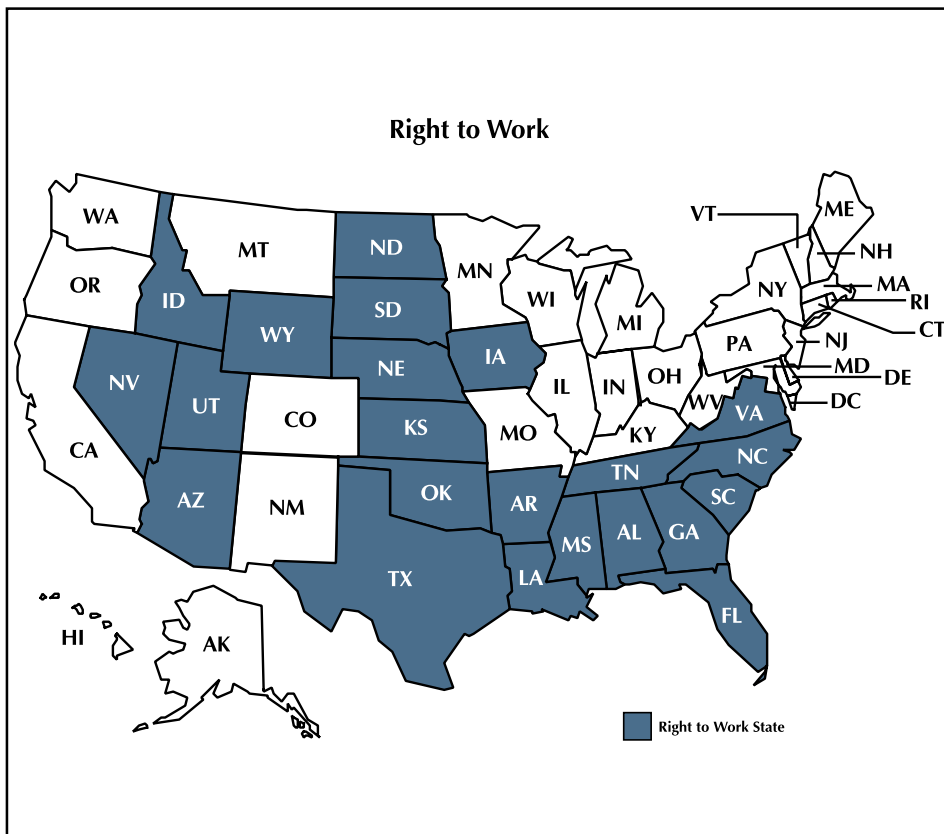 Right to Work
WA
MT
ND
MN
VT
ME
NH
OR
ID
SD
WI
NY
MA
RI
CT
WY
MI
PA
NJ
IA
NE
MD
NV
UT
CO
IL
IN
OH
DE
WV
DC
VA
CA
KS
MO
KY
NC
AZ
NM
OK
AR
TN
SC
MS
AL
GA
TX
LA
FL
HI
AK
Right to Work State